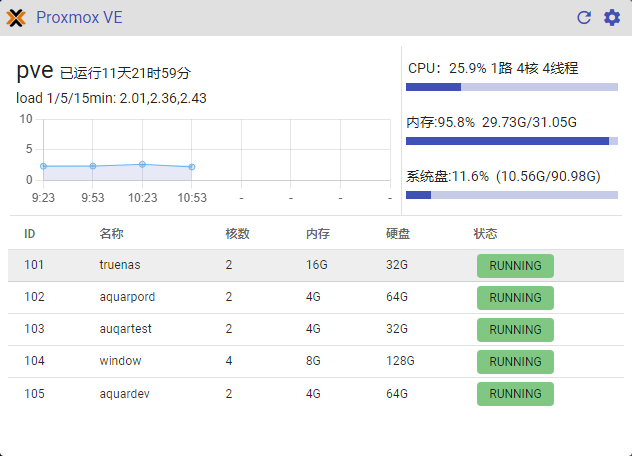 Proxmox VE
pve 已运行11天21时59分
load 1/5/15min: 2.01,2.36,2.43
10
5
0
9:23 9:53 10:23 10:53 - - - -
CPU：25.9% 1路 4核 4线程
内存:95.8% 29.73G/31.05G
系统盘:11.6% (10.56G/90.98G)
ID 名称 核数 内存 硬盘 状态
101 truenas 2 16G 32G RUNNING
102 aquarpord 2 4G 64G RUNNING
103 auqartest 2 4G 32G RUNNING
104 window 4 8G 128G RUNNING
105 aquardev 2 4G 64G RUNNING